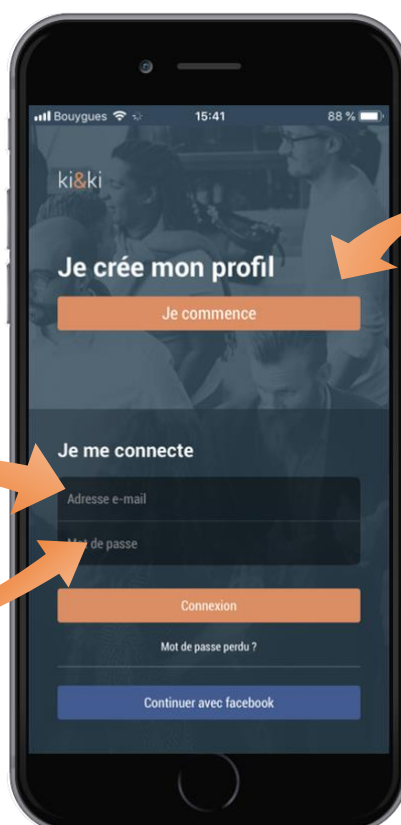 Bouygues 15:41 88 %
ki&ki
Je crée mon profil
Je commence
Je me connecte
Adresse e-mail
Mot de passe
Connexion
Mot de passe perdu ?
Continuer avec facebook